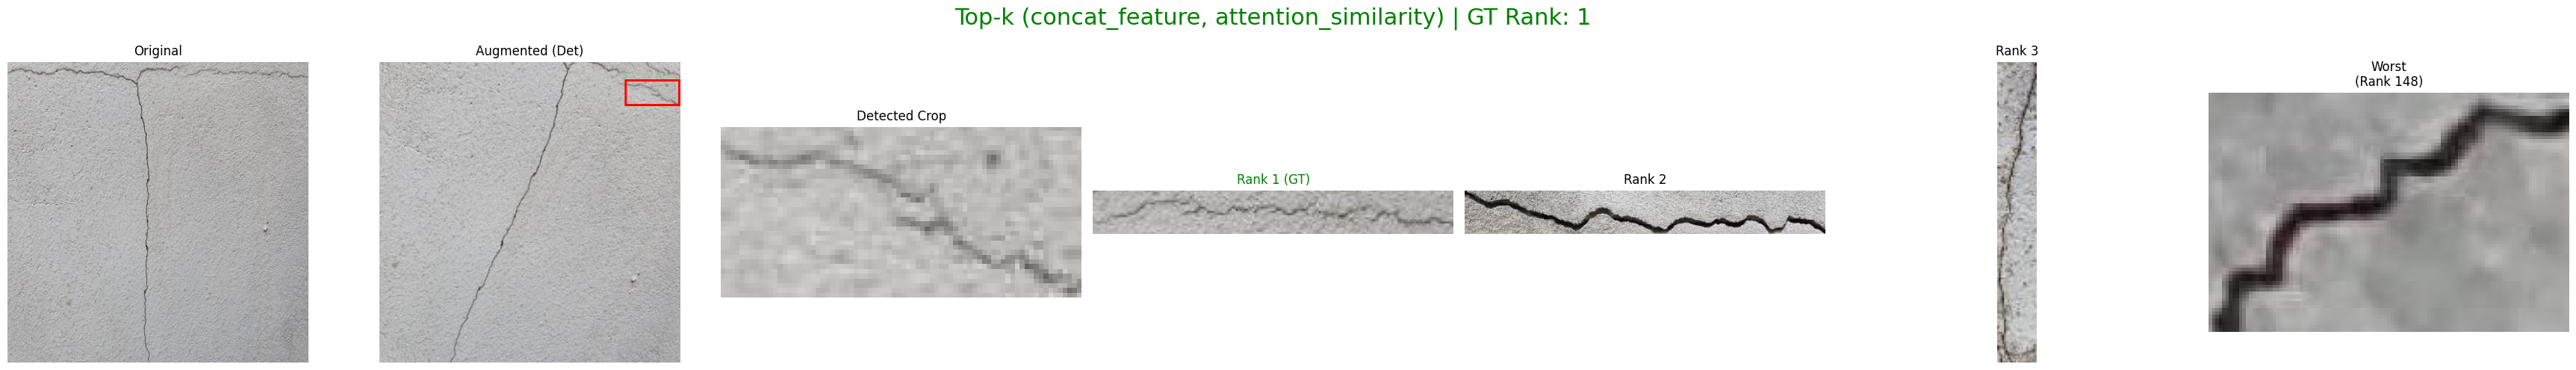 Top-k (concat_feature, attention_similarity) | GT Rank: 1
Original
Augmented (Det)
Detected Crop
Rank 1 (GT)
Rank 2
Rank 3
Worst
(Rank 148)